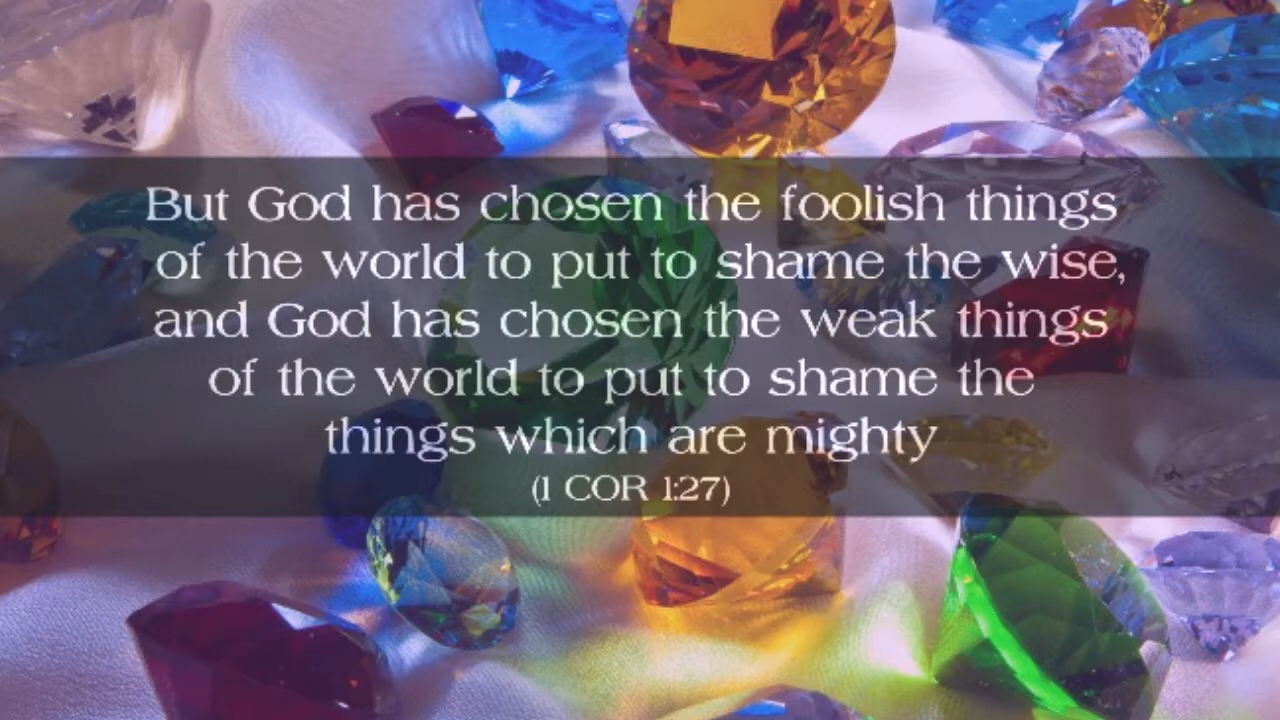 But God has chosen the foolish things
of the world to put to shame the wise,
and God has chosen the weak things
of the world to put to shame the
things which are mighty
(1 COR 1:27)